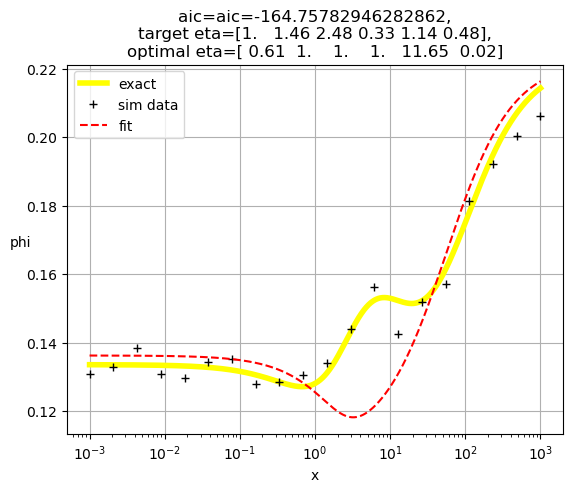 aic=aic=-164.75782946282862,
target eta=[1.   1.46 2.48 0.33 1.14 0.48],
optimal eta=[ 0.61  1.    1.    1.   11.65  0.02]
exact
sim data
fit
0.22
0.20
0.18
0.16
0.14
0.12
phi
10⁻³
10⁻²
10⁻¹
10⁰
10¹
10²
10³
x